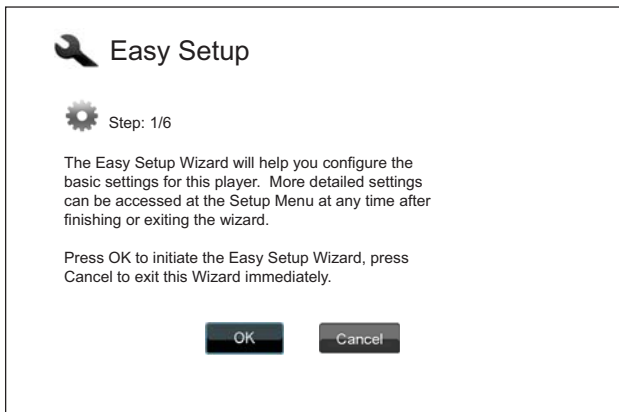 Easy Setup
Step: 1/6
The Easy Setup Wizard will help you configure the
basic settings for this player.  More detailed settings
can be accessed at the Setup Menu at any time after
finishing or exiting the wizard.
Press OK to initiate the Easy Setup Wizard, press
Cancel to exit this Wizard immediately.
OK
Cancel